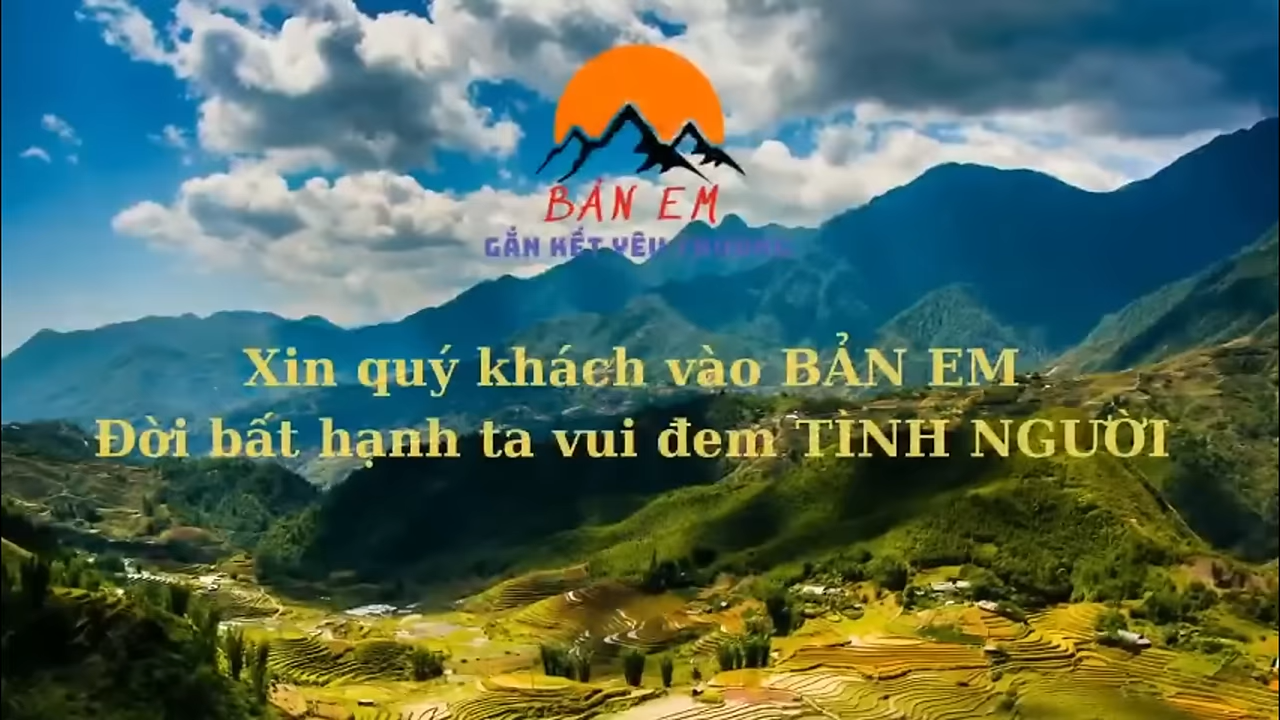 BẢN EM
GẮN KẾT YÊU
Xin quý khách vào BẢN EM
Đời bất hạnh ta vui đem TÌNH NGƯỜI